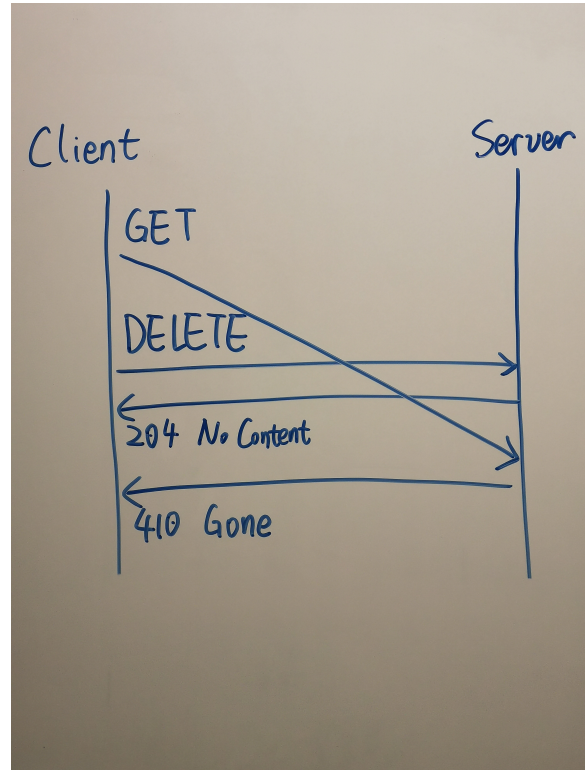 Client
Server
GET
DELETE
204 No Content
410 Gone